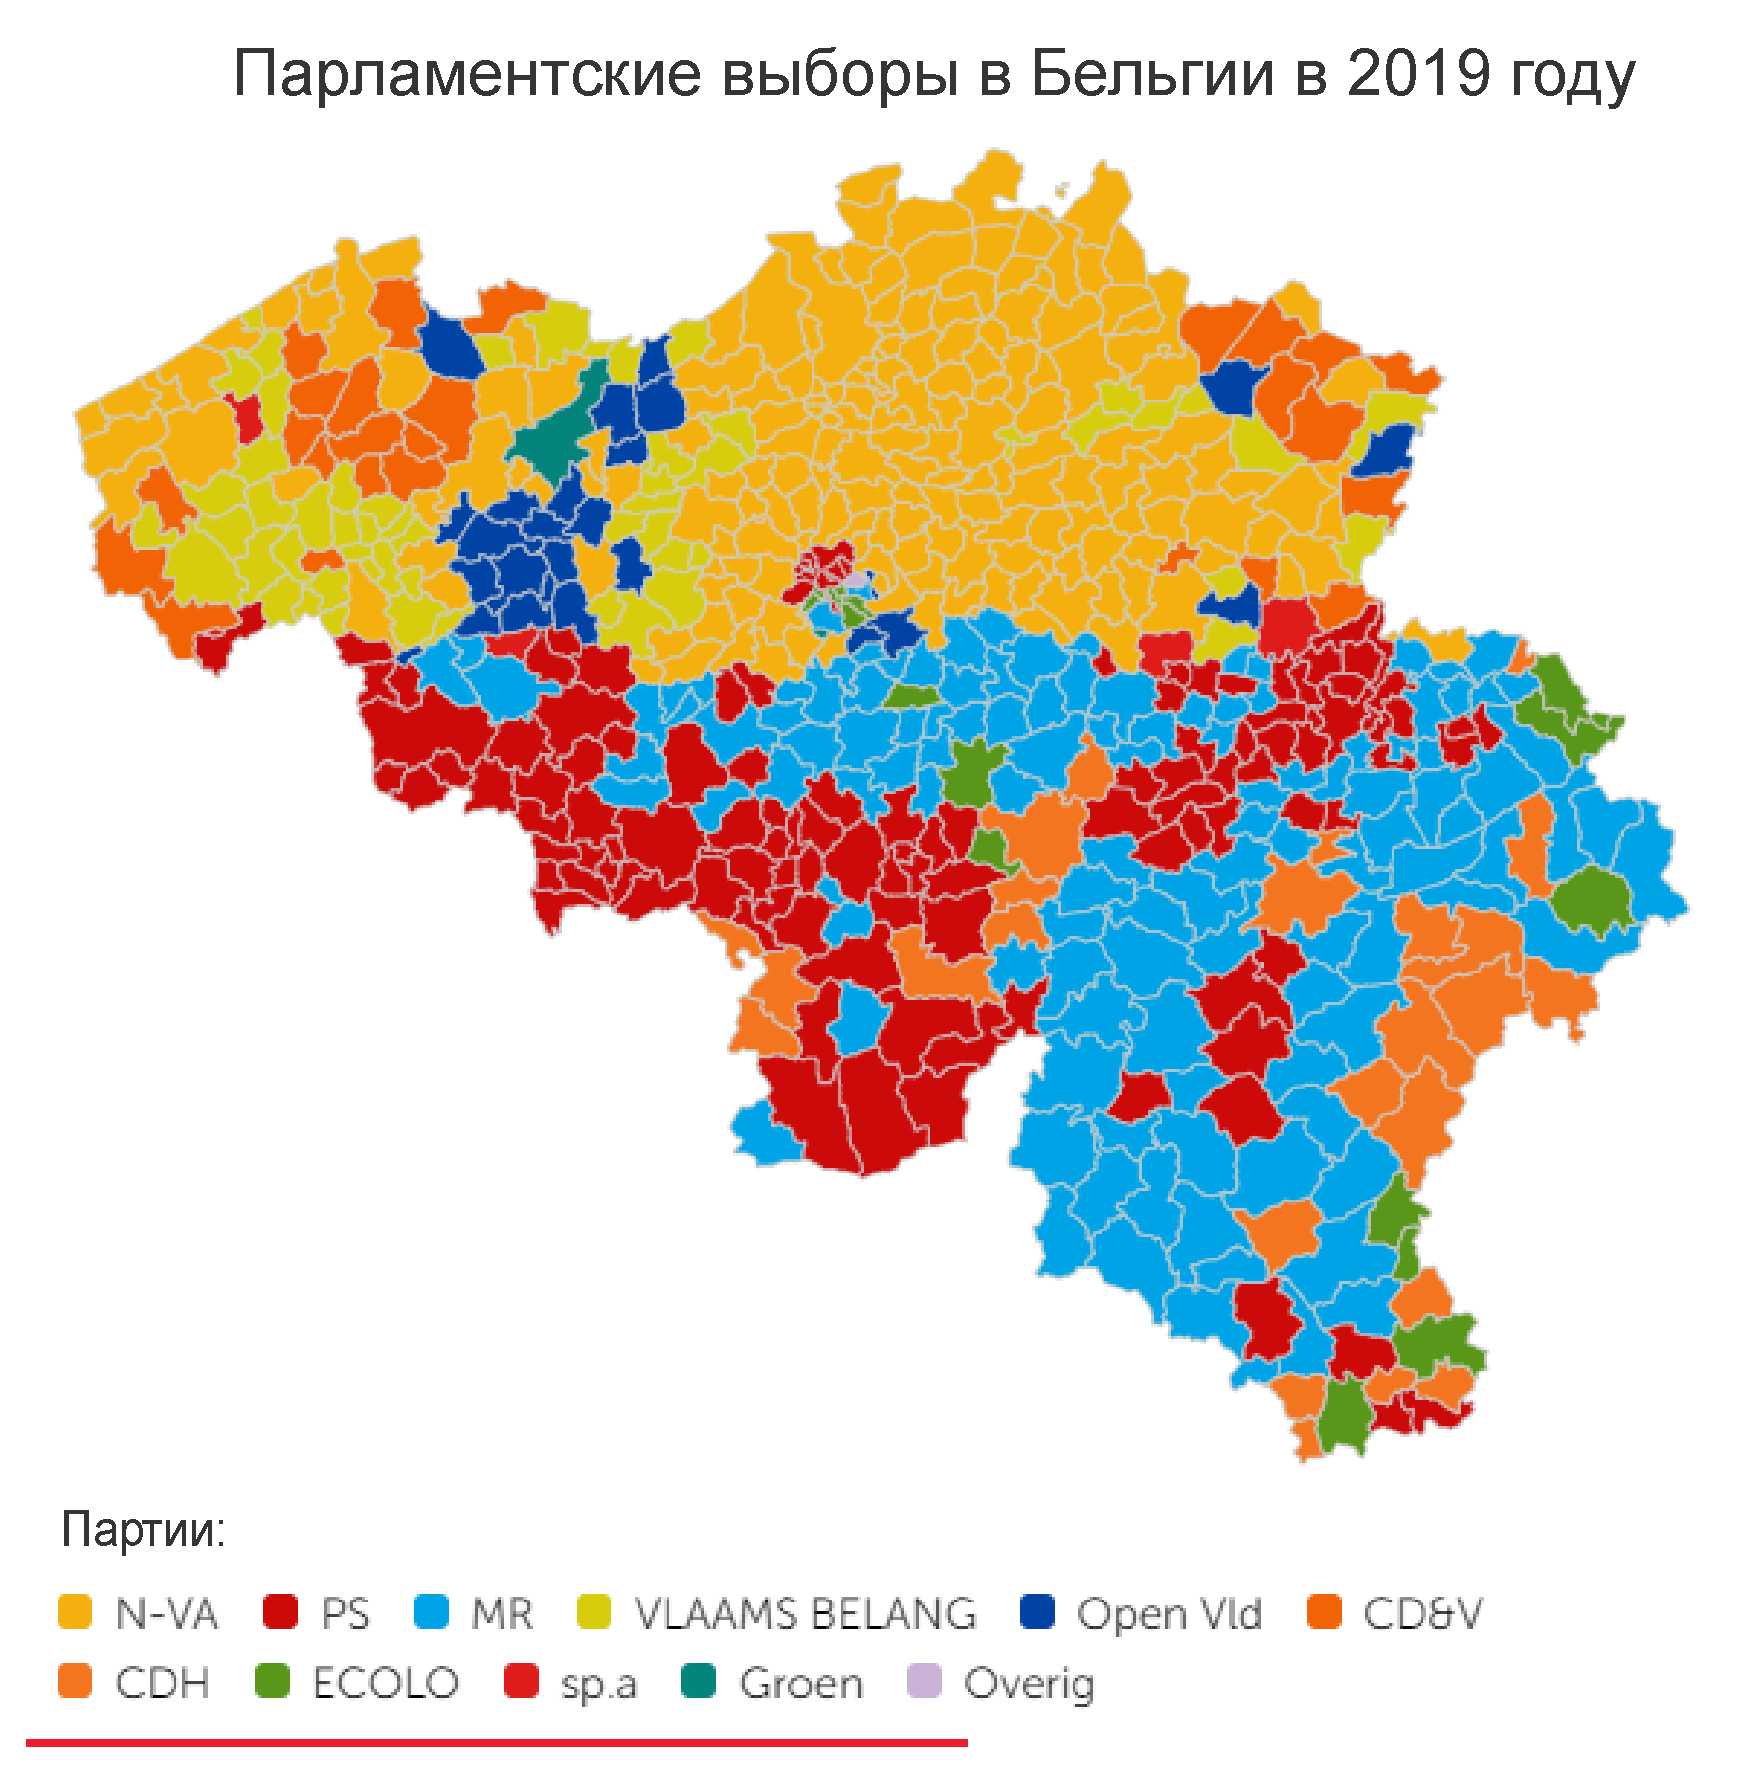 Парламентские выборы в Бельгии в 2019 году
Партии:
N-VA PS MR VLAAMS BELANG Open Vld CD&V
CDH ECOLO sp.a Groen Overig